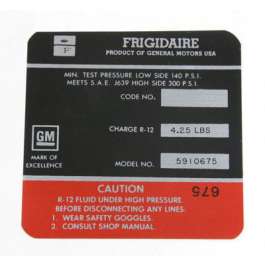 F
FRIGIDAIRE
PRODUCT OF GENERAL MOTORS USA
MIN. TEST PRESSURE LOW SIDE 140 P.S.I.
MEETS S.A.E. J639 HIGH SIDE 300 P.S.I.
CODE NO.
GM
MARK OF
EXCELLENCE
CHARGE R-12 4.25 LBS
MODEL NO. 5910675
CAUTION
675
R-12 FLUID UNDER HIGH PRESSURE
BEFORE DISCONNECTING ANY LINES:
1. WEAR SAFETY GOGGLES.
2. CONSULT SHOP MANUAL.